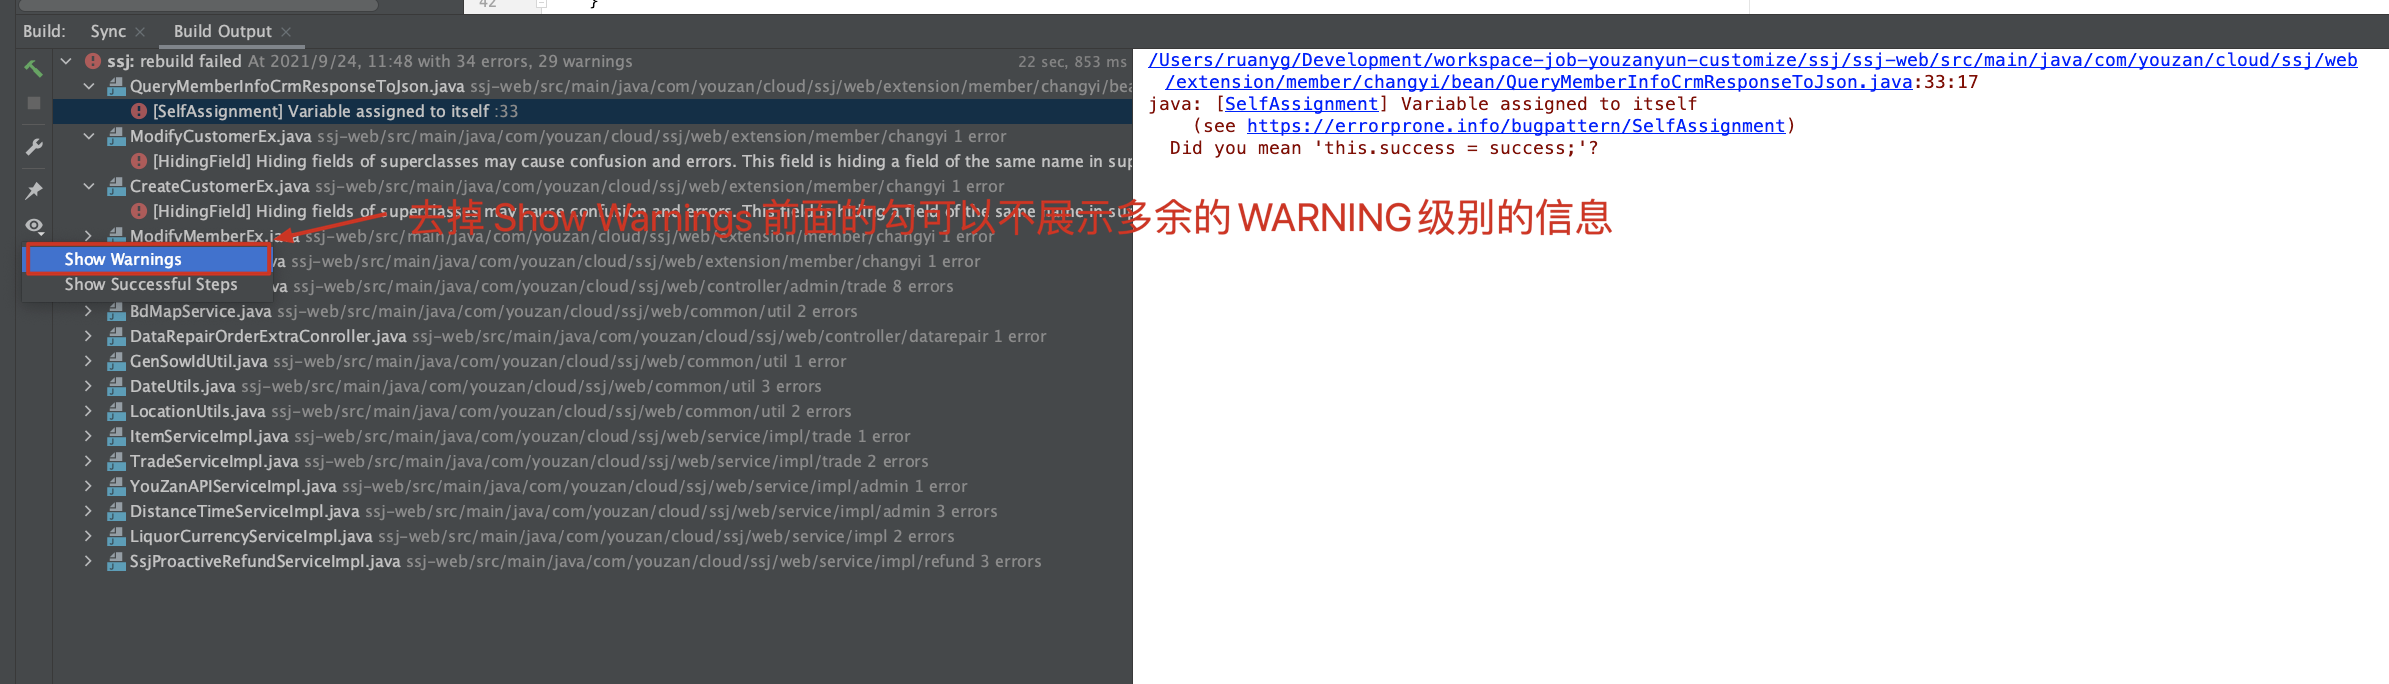 42
}
Build: Sync × Build Output ×
ssj: rebuild failed At 2021/9/24, 11:48 with 34 errors, 29 warnings 22 sec, 853 ms
QueryMemberInfoCrmResponseToJson.java ssj-web/src/main/java/com/youzan/cloud/ssj/web/extension/member/changyi/bea
[SelfAssignment] Variable assigned to itself :33
ModifyCustomerEx.java ssj-web/src/main/java/com/youzan/cloud/ssj/web/extension/member/changyi 1 error
[HidingField] Hiding fields of superclasses may cause confusion and errors. This field is hiding a field of the same name in sup
CreateCustomerEx.java ssj-web/src/main/java/com/youzan/cloud/ssj/web/extension/member/changyi 1 error
[HidingField] Hiding fields of superclasses may cause confusion and errors. This field is hiding a field of the same name in sup
ModifyMemberEx.java ssj-web/src/main/java/com/youzan/cloud/ssj/web/extension/member/changyi 1 error
Show Warnings
va ssj-web/src/main/java/com/youzan/cloud/ssj/web/extension/member/changyi 1 error
Show Successful Steps
va ssj-web/src/main/java/com/youzan/cloud/ssj/web/controller/admin/trade 8 errors
BdMapService.java ssj-web/src/main/java/com/youzan/cloud/ssj/web/common/util 2 errors
DataRepairOrderExtraConroller.java ssj-web/src/main/java/com/youzan/cloud/ssj/web/controller/datarepair 1 error
GenSowIdUtil.java ssj-web/src/main/java/com/youzan/cloud/ssj/web/common/util 1 error
DateUtils.java ssj-web/src/main/java/com/youzan/cloud/ssj/web/common/util 3 errors
LocationUtils.java ssj-web/src/main/java/com/youzan/cloud/ssj/web/common/util 2 errors
ItemServiceImpl.java ssj-web/src/main/java/com/youzan/cloud/ssj/web/service/impl/trade 1 error
TradeServiceImpl.java ssj-web/src/main/java/com/youzan/cloud/ssj/web/service/impl/trade 2 errors
YouZanAPIServiceImpl.java ssj-web/src/main/java/com/youzan/cloud/ssj/web/service/impl/admin 1 error
DistanceTimeServiceImpl.java ssj-web/src/main/java/com/youzan/cloud/ssj/web/service/impl/admin 3 errors
LiquorCurrencyServiceImpl.java ssj-web/src/main/java/com/youzan/cloud/ssj/web/service/impl 2 errors
SsjProactiveRefundServiceImpl.java ssj-web/src/main/java/com/youzan/cloud/ssj/web/service/impl/refund 3 errors
/Users/ruanyg/Development/workspace-job-youzanyun-customize/ssj/ssj-web/src/main/java/com/youzan/cloud/ssj/web
/extension/member/changyi/bean/QueryMemberInfoCrmResponseToJson.java:33:17
java: [SelfAssignment] Variable assigned to itself
(see https://errorprone.info/bugpattern/SelfAssignment)
Did you mean 'this.success = success;'?
去掉 Show Warnings 前面的勾可以不展示多余的 WARNING 级别的信息